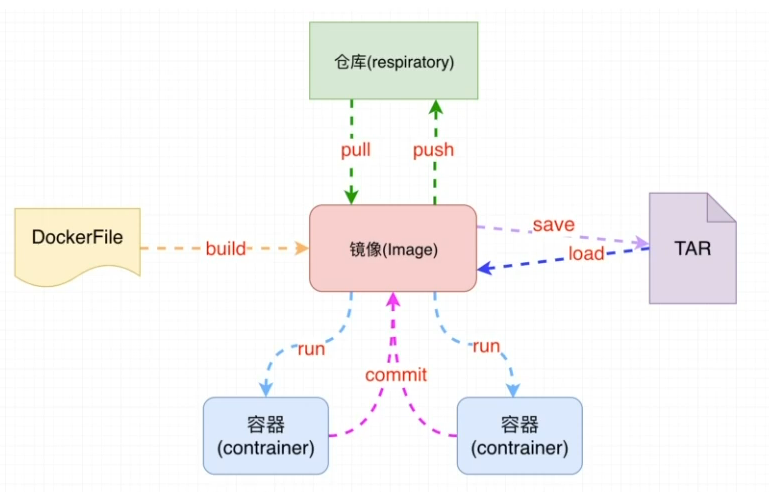 仓库(respiratory)
pull
push
DockerFile
build
镜像(Image)
save
load
TAR
run
run
commit
容器
(contrainer)
容器
(contrainer)